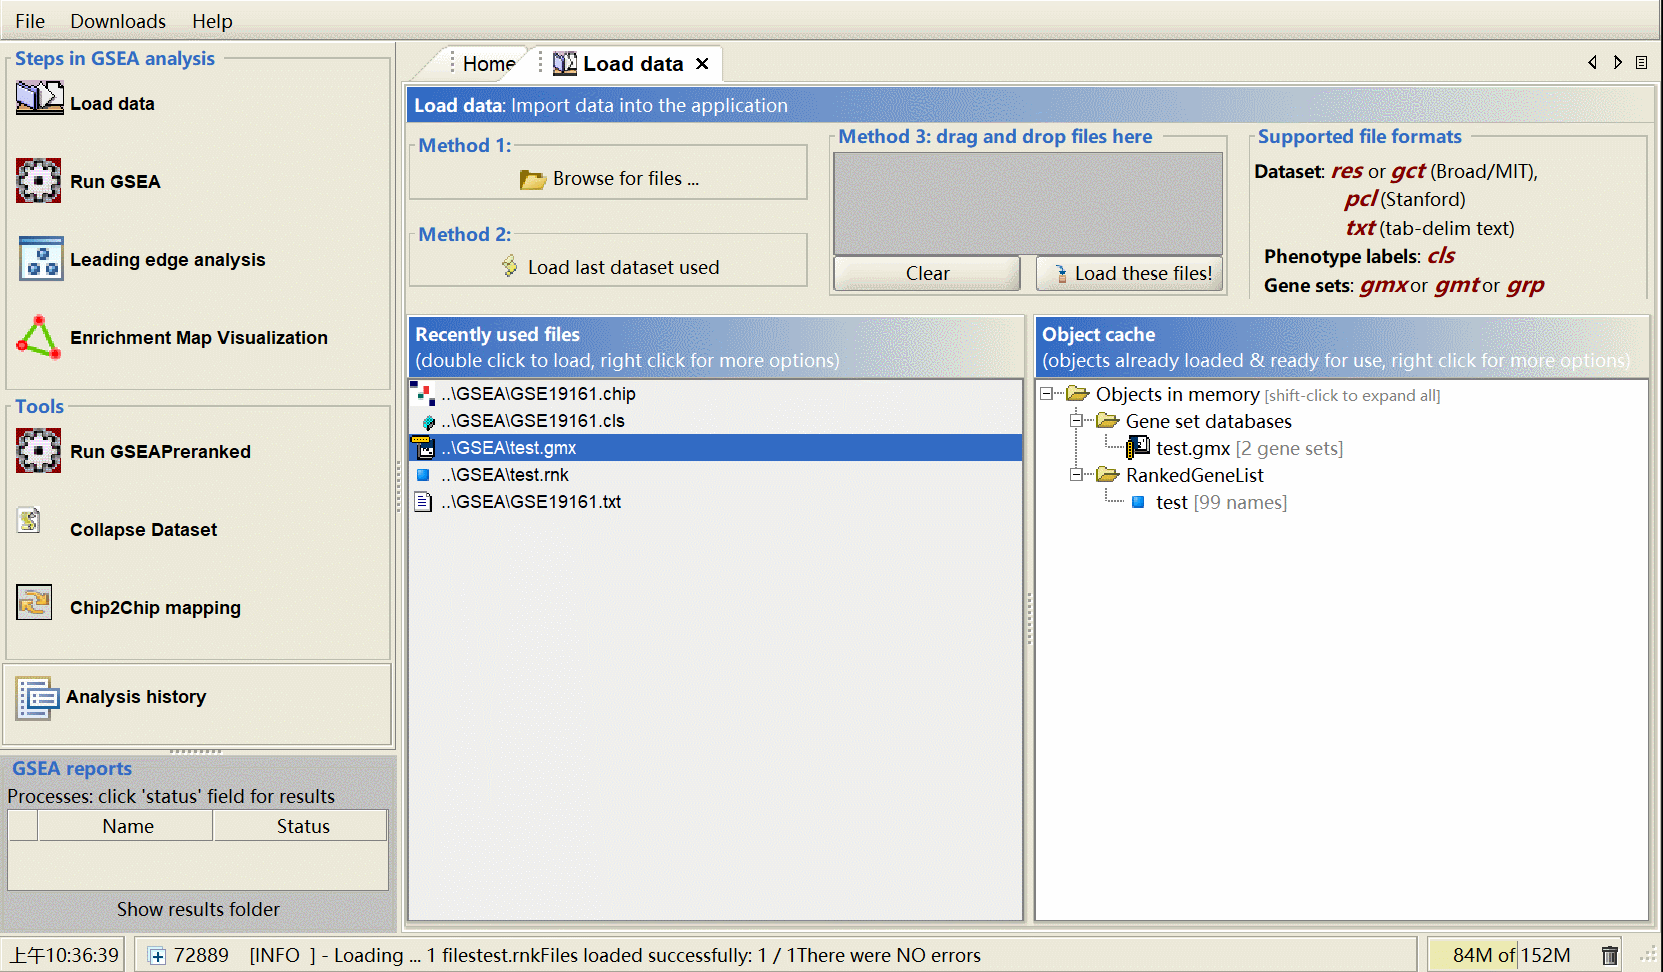 File Downloads Help
Steps in GSEA analysis
Load data
Run GSEA
Leading edge analysis
Enrichment Map Visualization
Tools
Run GSEAPreranked
Collapse Dataset
Chip2Chip mapping
Analysis history
GSEA reports
Processes: click 'status' field for results
Name Status
Show results folder
Home Load data
Load data: Import data into the application
Method 1:
Browse for files ...
Method 2:
Load last dataset used
Method 3: drag and drop files here
Clear Load these files!
Supported file formats
Dataset: res or gct (Broad/MIT),
pcl (Stanford)
txt (tab-delim text)
Phenotype labels: cls
Gene sets: gmx or gmt or grp
Recently used files
(double click to load, right click for more options)
..\GSEA\GSE19161.chip
..\GSEA\GSE19161.cls
..\GSEA\test.gmx
..\GSEA\test.rnk
..\GSEA\GSE19161.txt
Object cache
(objects already loaded & ready for use, right click for more options)
Objects in memory [shift-click to expand all]
Gene set databases
test.gmx [2 gene sets]
RankedGeneList
test [99 names]
上午10:36:39 72889 [INFO ] - Loading ... 1 filestest.rnkFiles loaded successfully: 1 / 1There were NO errors 84M of 152M